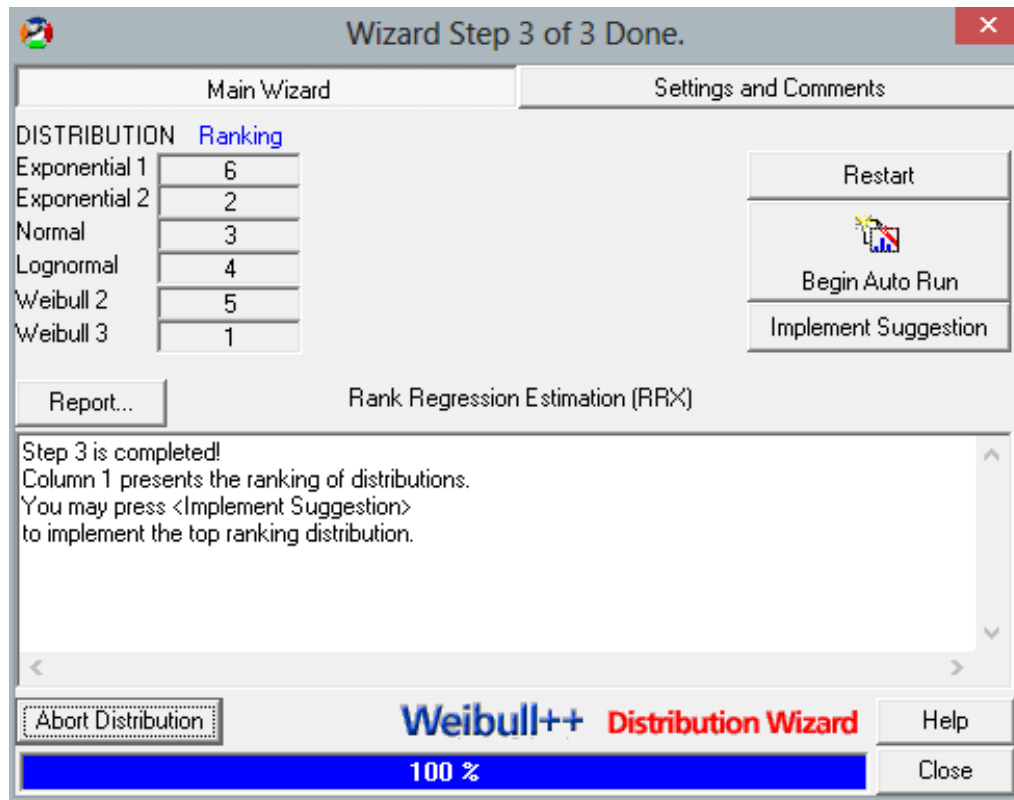 Wizard Step 3 of 3 Done.
Main Wizard
Settings and Comments
DISTRIBUTION Ranking
Exponential 1 6
Exponential 2 2
Normal 3
Lognormal 4
Weibull 2 5
Weibull 3 1
Restart
Begin Auto Run
Implement Suggestion
Report...
Rank Regression Estimation (RRX)
Step 3 is completed!
Column 1 presents the ranking of distributions.
You may press <Implement Suggestion>
to implement the top ranking distribution.
Abort Distribution
Weibull++ Distribution Wizard
Help
100 %
Close